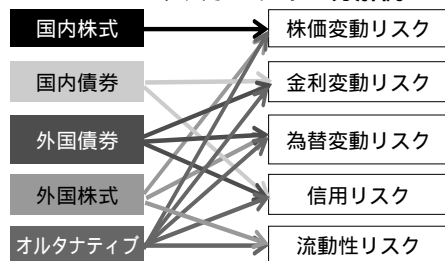 国内株式
株価変動リスク
国内債券
金利変動リスク
外国債券
為替変動リスク
外国株式
信用リスク
オルタナティブ
流動性リスク